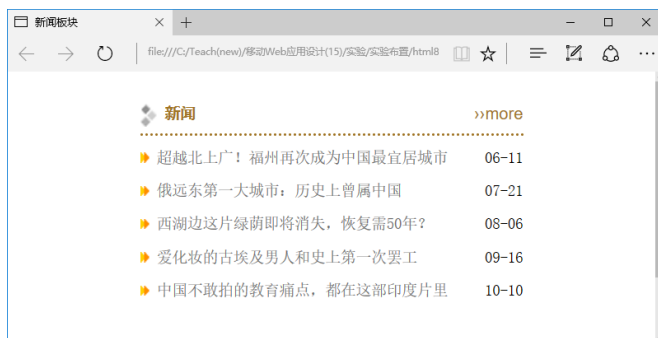 新闻板块
file:///C:/Teach(new)/移动Web应用设计(15)/实验/实验布置/html8
新闻 ››more
超越北上广！福州再次成为中国最宜居城市 06-11
俄远东第一大城市：历史上曾属中国 07-21
西湖边这片绿荫即将消失，恢复需50年？ 08-06
爱化妆的古埃及男人和史上第一次罢工 09-16
中国不敢拍的教育痛点，都在这部印度片里 10-10